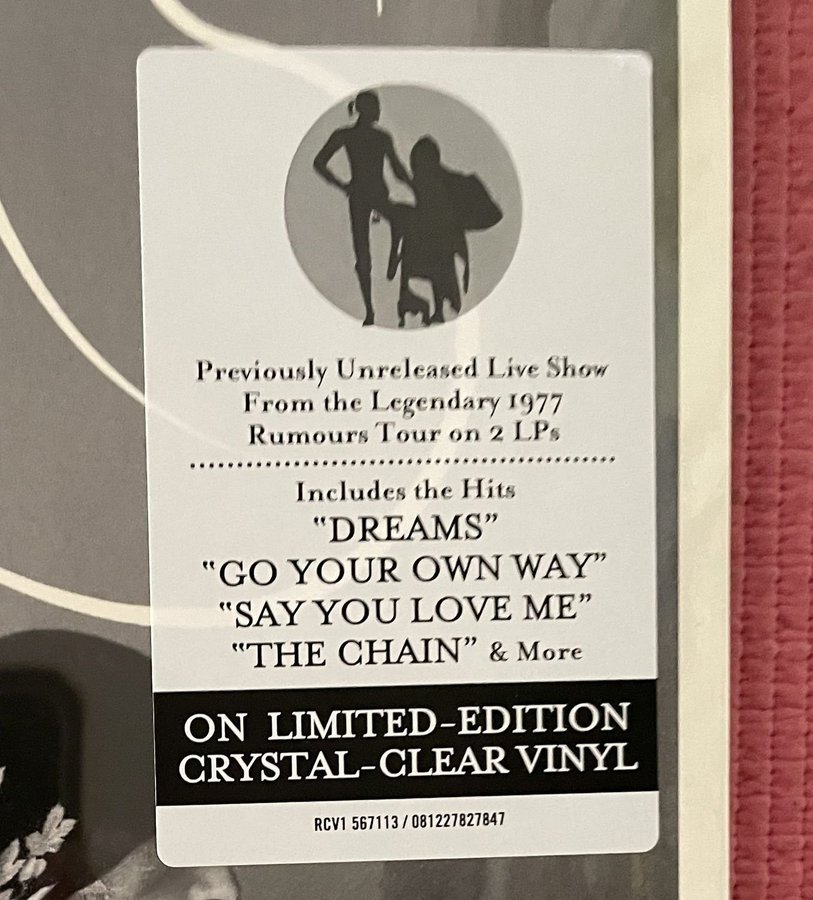 Previously Unreleased Live Show
From the Legendary 1977
Rumours Tour on 2 LPs
Includes the Hits
“DREAMS”
“GO YOUR OWN WAY”
“SAY YOU LOVE ME”
“THE CHAIN” & More
ON LIMITED-EDITION
CRYSTAL-CLEAR VINYL
RCV1 567113 / 081227827847